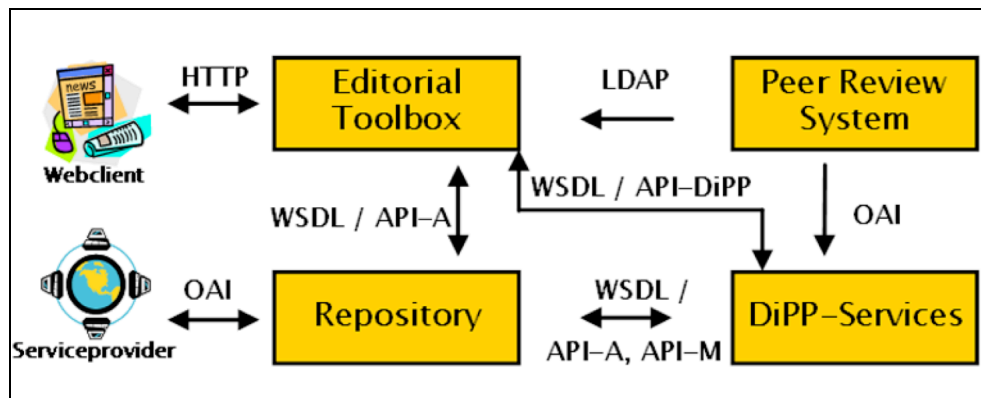 HTTP
Editorial
Toolbox
LDAP
Peer Review
System
news
Webclient
WSDL / API-A
WSDL / API-DiPP
OAI
OAI
Repository
WSDL /
API-A, API-M
DiPP-Services
Serviceprovider